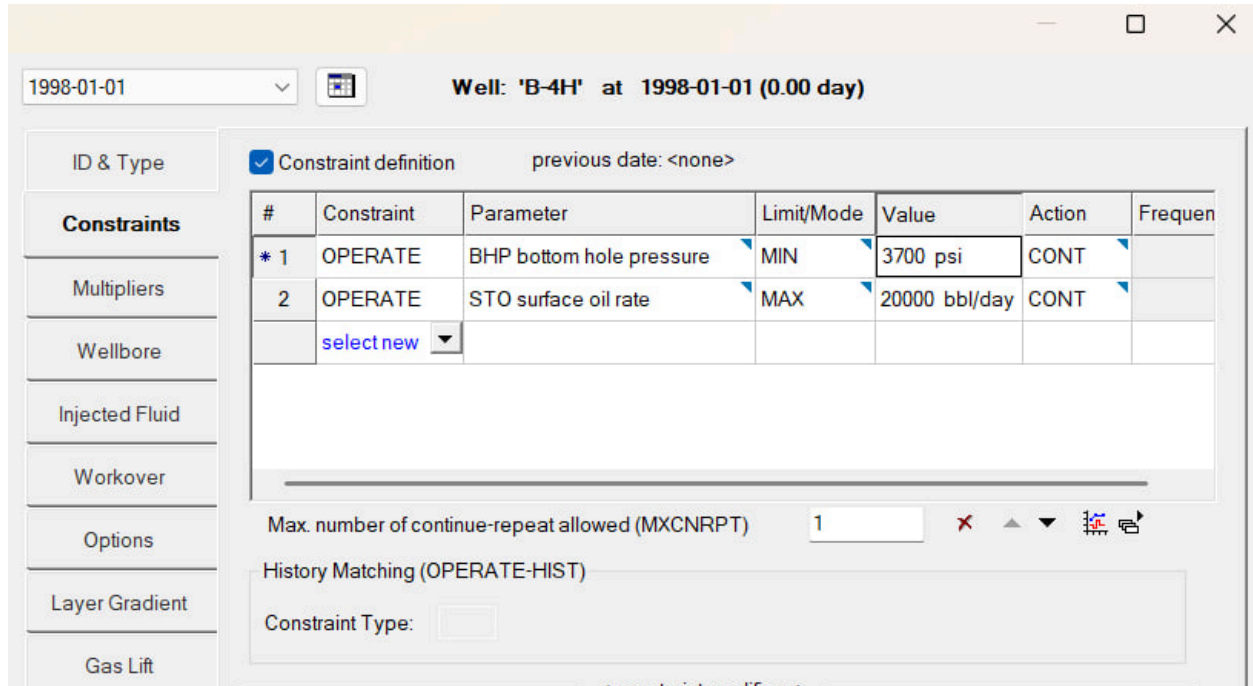 1998-01-01
Well: 'B-4H' at 1998-01-01 (0.00 day)
ID & Type
Constraints
Multipliers
Wellbore
Injected Fluid
Workover
Options
Layer Gradient
Gas Lift
Constraint definition previous date: <none>
# Constraint Parameter Limit/Mode Value Action Frequen
* 1 OPERATE BHP bottom hole pressure MIN 3700 psi CONT
2 OPERATE STO surface oil rate MAX 20000 bbl/day CONT
select new
Max. number of continue-repeat allowed (MXCNRPT) 1
History Matching (OPERATE-HIST)
Constraint Type: